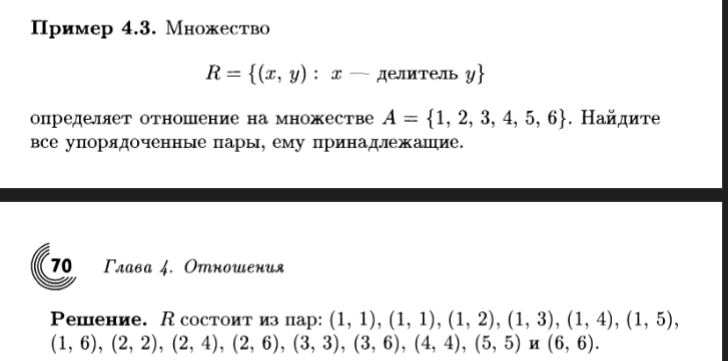 Пример 4.3. Множество
R = {(x, y) : x — делитель y}
определяет отношение на множестве A = {1, 2, 3, 4, 5, 6}. Найдите
все упорядоченные пары, ему принадлежащие.
70 Глава 4. Отношения
Решение. R состоит из пар: (1, 1), (1, 1), (1, 2), (1, 3), (1, 4), (1, 5),
(1, 6), (2, 2), (2, 4), (2, 6), (3, 3), (3, 6), (4, 4), (5, 5) и (6, 6).